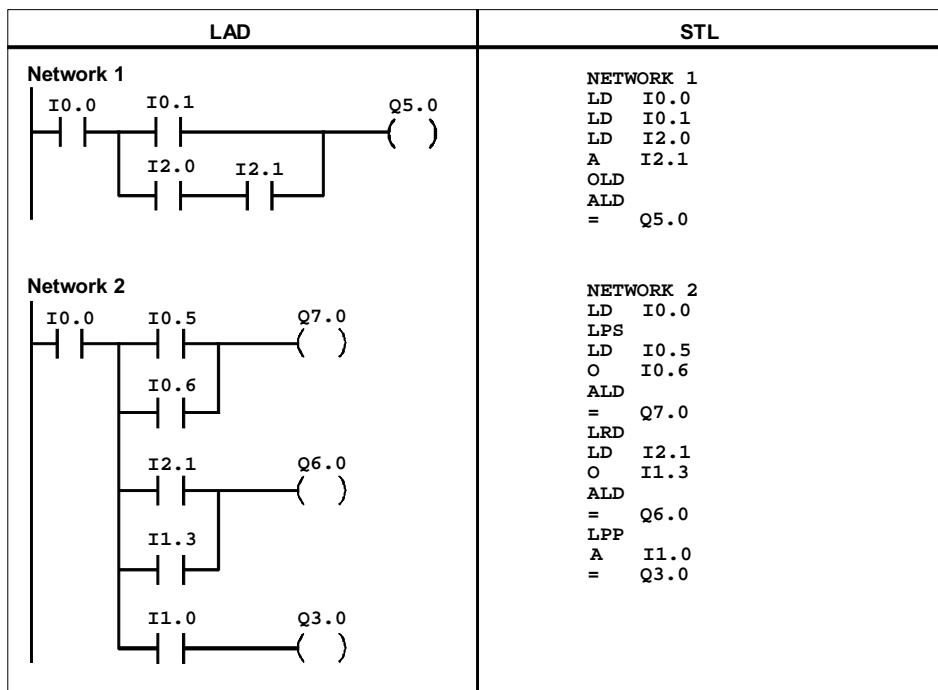 LAD
STL
Network 1
I0.0 I0.1 Q5.0
I2.0 I2.1
NETWORK 1
LD I0.0
LD I0.1
LD I2.0
A I2.1
OLD
ALD
= Q5.0
Network 2
I0.0 I0.5 Q7.0
I0.6
I2.1 Q6.0
I1.3
I1.0 Q3.0
NETWORK 2
LD I0.0
LPS
LD I0.5
O I0.6
ALD
= Q7.0
LRD
LD I2.1
O I1.3
ALD
= Q6.0
LPP
A I1.0
= Q3.0